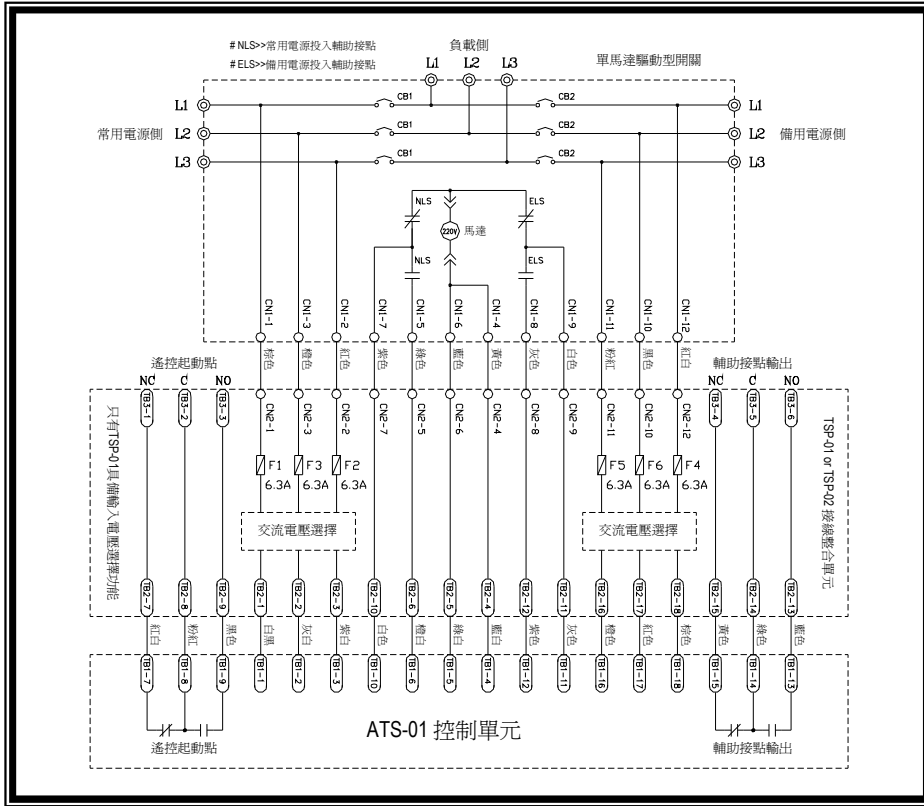 # NLS>>常用電源投入輔助接點
# ELS>>備用電源投入輔助接點
負載側
單馬達驅動型開關
L1 L2 L3
L1 CB1 CB2 L1
常用電源側 L2 CB1 CB2 L2 備用電源側
L3 CB1 CB2 L3
NLS ELS
220V 馬達
NLS ELS
CN1-1 CN1-3 CN1-2 CN1-7 CN1-5 CN1-6 CN1-4 CN1-8 CN1-9 CN1-11 CN1-10 CN1-12
棕色 橙色 紅色 紫色 綠色 藍色 黃色 灰色 白色 粉紅 黑色 紅白
遙控起動點 輔助接點輸出
NC C NO NC C NO
TB3-1 TB3-2 TB3-3 CN2-1 CN2-3 CN2-2 CN2-7 CN2-5 CN2-6 CN2-4 CN2-8 CN2-9 CN2-11 CN2-10 CN2-12 TB3-4 TB3-5 TB3-6
只有TSP-01具備輸入電壓選擇功能
TSP-01 or TSP-02 接線整合單元
F1 F3 F2 F5 F6 F4
6.3A 6.3A 6.3A 6.3A 6.3A 6.3A
交流電壓選擇 交流電壓選擇
TB2-7 TB2-8 TB2-9 TB2-1 TB2-2 TB2-3 TB2-10 TB2-6 TB2-5 TB2-4 TB2-12 TB2-11 TB2-16 TB2-17 TB2-18 TB2-15 TB2-14 TB2-13
紅白 粉紅 黑色 白黑 灰白 紫白 白色 橙白 綠白 藍白 紫色 灰色 橙色 紅色 棕色 黃色 綠色 藍色
TB1-7 TB1-8 TB1-9 TB1-1 TB1-2 TB1-3 TB1-10 TB1-6 TB1-5 TB1-4 TB1-12 TB1-11 TB1-16 TB1-17 TB1-18 TB1-15 TB1-14 TB1-13
ATS-01 控制單元
遙控起動點 輔助接點輸出